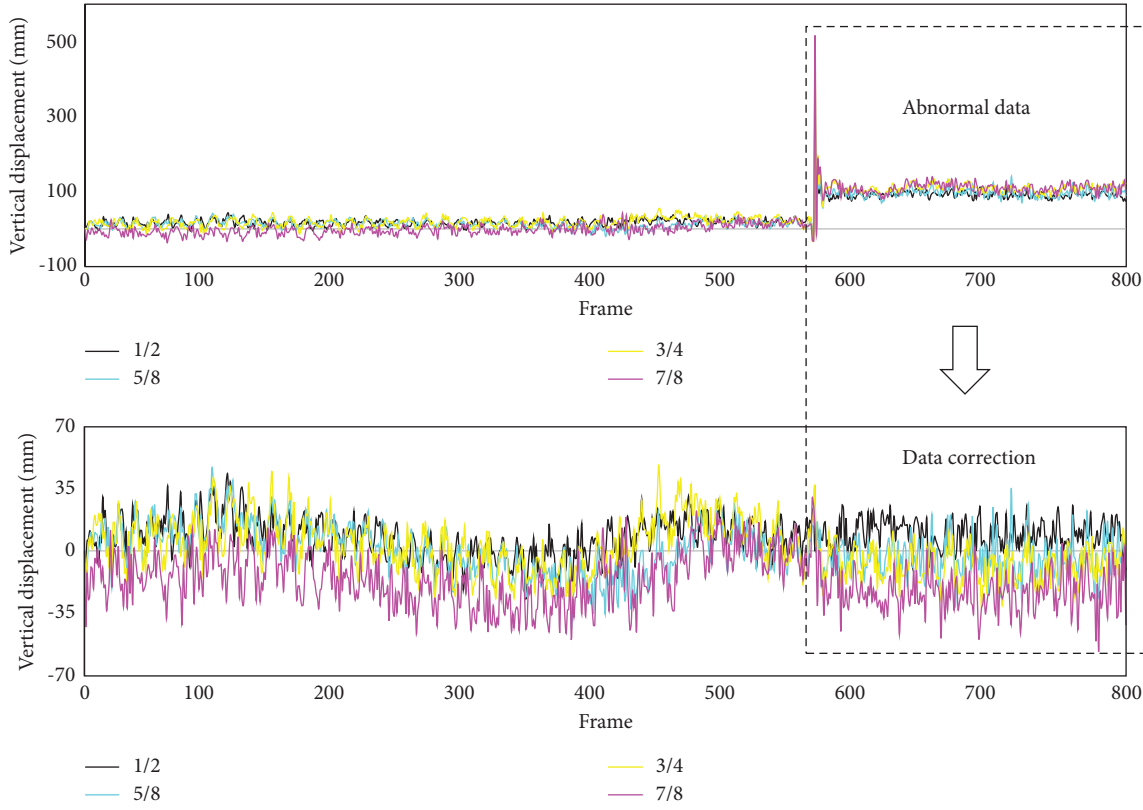 Vertical displacement (mm)
500
300
100
0
-100
Abnormal data
0 100 200 300 400 500 600 700 800
Frame
1/2 3/4
5/8 7/8
Vertical displacement (mm)
70
35
0
-35
-70
Data correction
0 100 200 300 400 500 600 700 800
Frame
1/2 3/4
5/8 7/8